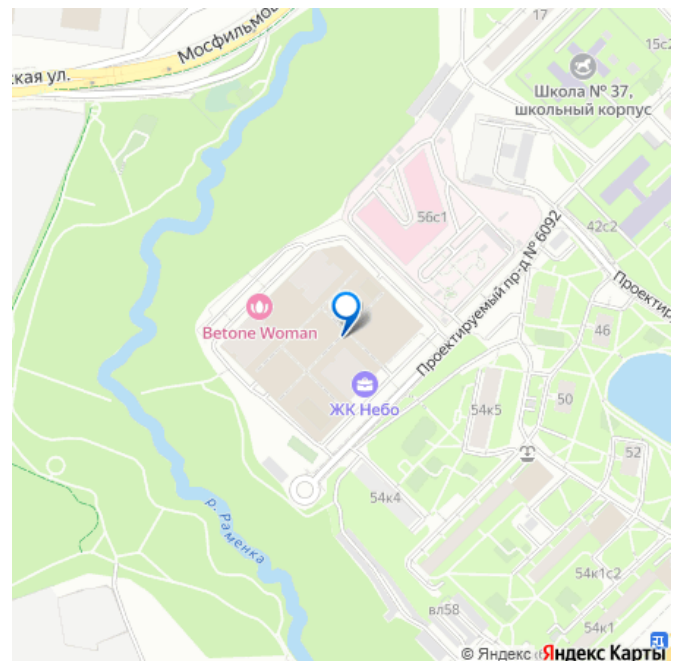 Мосфильмов
ская ул.
17
15с2
Школа № 37,
школьный корпус
56с1
42с2
Проектируемый пр-д № 6092
Проектир
Betone Woman
46
ЖК Небо
54к5
50
52
54к4
р. Раменка
54к1с2
вл58
54к1
© Яндекс
Яндекс Карты